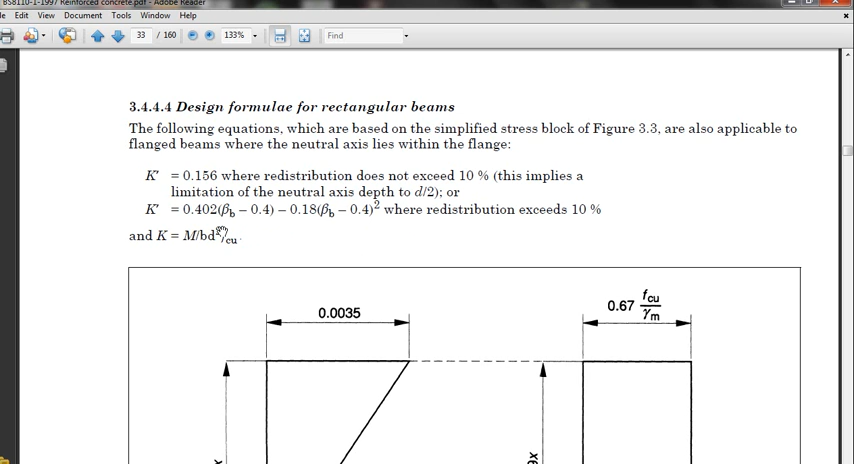 BS8110-1-1997 Reinforced concrete.pdf - Adobe Reader
Edit View Document Tools Window Help
33 / 160 133% Find
3.4.4.4 Design formulae for rectangular beams
The following equations, which are based on the simplified stress block of Figure 3.3, are also applicable to
flanged beams where the neutral axis lies within the flange:
K′ = 0.156 where redistribution does not exceed 10 % (this implies a
limitation of the neutral axis depth to d/2); or
K′ = 0.402(βb – 0.4) – 0.18(βb – 0.4)² where redistribution exceeds 10 %
and K = M/bd²fcu.
0.0035
0.67 fcu
γm
x
9x